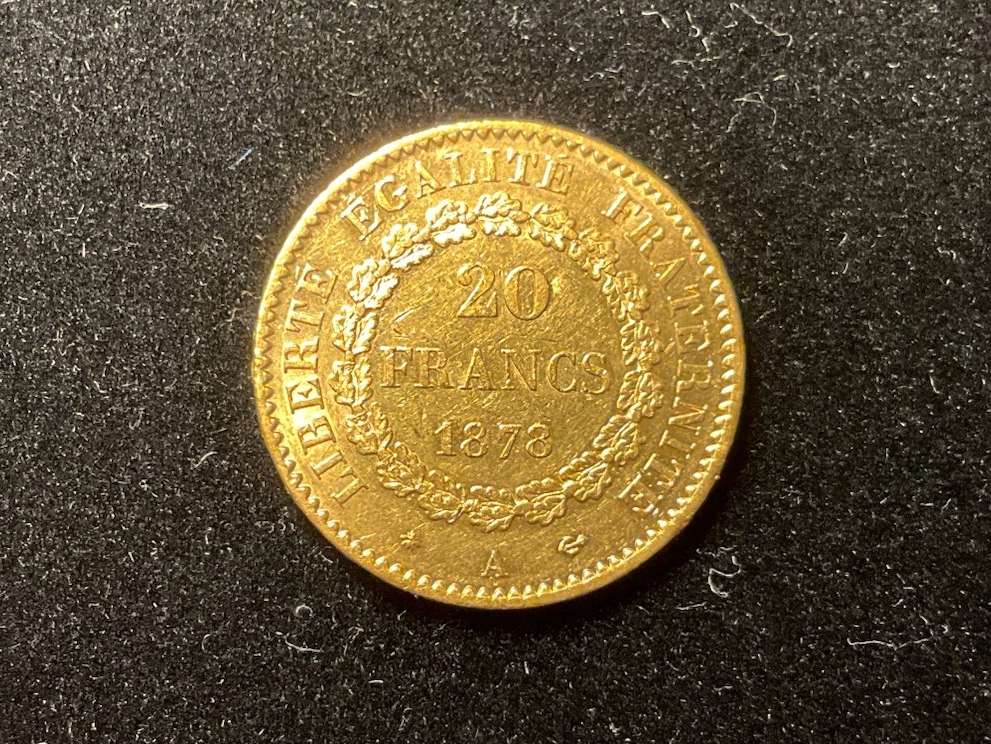 LIBERTÉ ÉGALITÉ FRATERNITÉ
20
FRANCS
1878
A